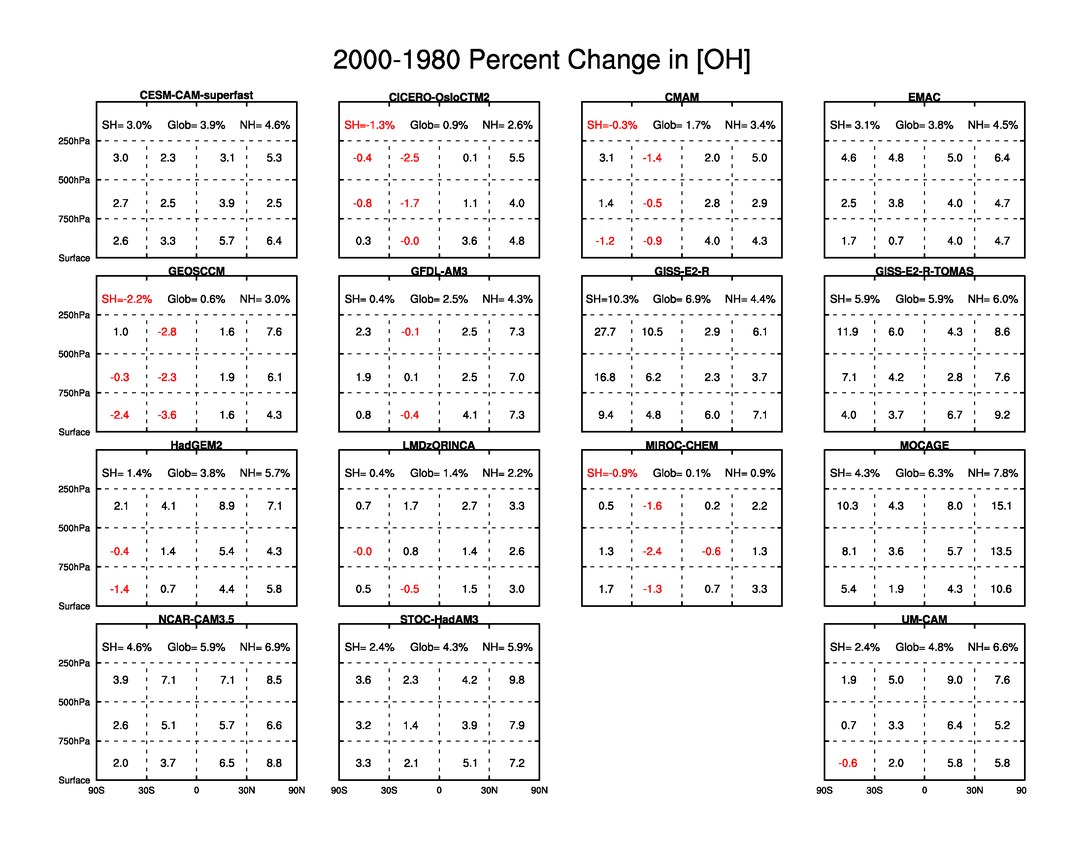 2000-1980 Percent Change in [OH]
CESM-CAM-superfast CICERO-OsloCTM2 CMAM EMAC
SH= 3.0% Glob= 3.9% NH= 4.6% SH=-1.3% Glob= 0.9% NH= 2.6% SH=-0.3% Glob= 1.7% NH= 3.4% SH= 3.1% Glob= 3.8% NH= 4.5%
250hPa
3.0 2.3 3.1 5.3 -0.4 -2.5 0.1 5.5 3.1 -1.4 2.0 5.0 4.6 4.8 5.0 6.4
500hPa
2.7 2.5 3.9 2.5 -0.8 -1.7 1.1 4.0 1.4 -0.5 2.8 2.9 2.5 3.8 4.0 4.7
750hPa
2.6 3.3 5.7 6.4 0.3 -0.0 3.6 4.8 -1.2 -0.9 4.0 4.3 1.7 0.7 4.0 4.7
Surface
GEOSCCM GFDL-AM3 GISS-E2-R GISS-E2-R-TOMAS
SH=-2.2% Glob= 0.6% NH= 3.0% SH= 0.4% Glob= 2.5% NH= 4.3% SH=10.3% Glob= 6.9% NH= 4.4% SH= 5.9% Glob= 5.9% NH= 6.0%
250hPa
1.0 -2.8 1.6 7.6 2.3 -0.1 2.5 7.3 27.7 10.5 2.9 6.1 11.9 6.0 4.3 8.6
500hPa
-0.3 -2.3 1.9 6.1 1.9 0.1 2.5 7.0 16.8 6.2 2.3 3.7 7.1 4.2 2.8 7.6
750hPa
-2.4 -3.6 1.6 4.3 0.8 -0.4 4.1 7.3 9.4 4.8 6.0 7.1 4.0 3.7 6.7 9.2
Surface
HadGEM2 LMDzORINCA MIROC-CHEM MOCAGE
SH= 1.4% Glob= 3.8% NH= 5.7% SH= 0.4% Glob= 1.4% NH= 2.2% SH=-0.9% Glob= 0.1% NH= 0.9% SH= 4.3% Glob= 6.3% NH= 7.8%
250hPa
2.1 4.1 8.9 7.1 0.7 1.7 2.7 3.3 0.5 -1.6 0.2 2.2 10.3 4.3 8.0 15.1
500hPa
-0.4 1.4 5.4 4.3 -0.0 0.8 1.4 2.6 1.3 -2.4 -0.6 1.3 8.1 3.6 5.7 13.5
750hPa
-1.4 0.7 4.4 5.8 0.5 -0.5 1.5 3.0 1.7 -1.3 0.7 3.3 5.4 1.9 4.3 10.6
Surface
NCAR-CAM3.5 STOC-HadAM3 UM-CAM
SH= 4.6% Glob= 5.9% NH= 6.9% SH= 2.4% Glob= 4.3% NH= 5.9% SH= 2.4% Glob= 4.8% NH= 6.6%
250hPa
3.9 7.1 7.1 8.5 3.6 2.3 4.2 9.8 1.9 5.0 9.0 7.6
500hPa
2.6 5.1 5.7 6.6 3.2 1.4 3.9 7.9 0.7 3.3 6.4 5.2
750hPa
2.0 3.7 6.5 8.8 3.3 2.1 5.1 7.2 -0.6 2.0 5.8 5.8
Surface
90S 30S 0 30N 90N 90S 30S 0 30N 90N 90S 30S 0 30N 90